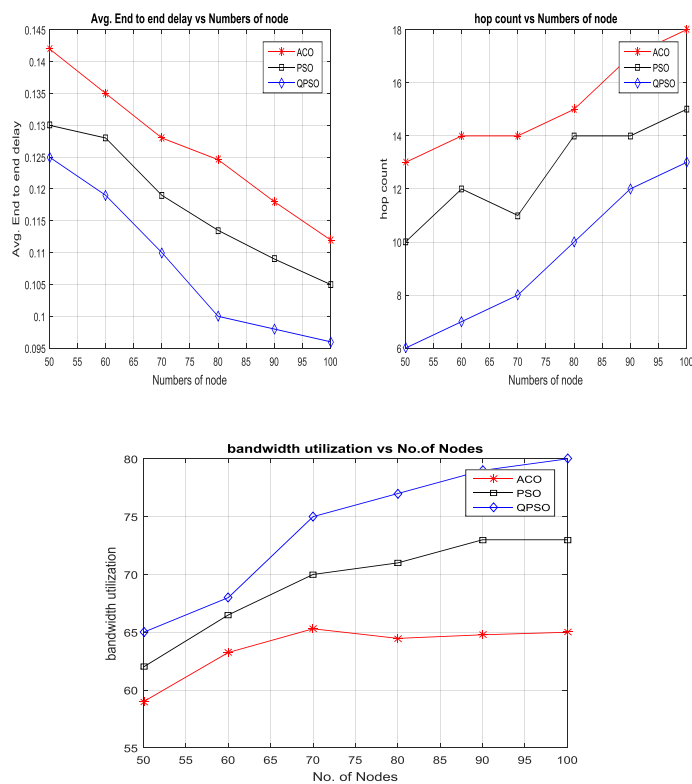 Avg. End to end delay vs Numbers of node
0.145
0.14
0.135
0.13
0.125
0.12
0.115
0.11
0.105
0.1
0.095
Avg. End to end delay
ACO
PSO
QPSO
50 55 60 65 70 75 80 85 90 95 100
Numbers of node
hop count vs Numbers of node
18
16
14
12
10
8
6
hop count
ACO
PSO
QPSO
50 55 60 65 70 75 80 85 90 95 100
Numbers of node
bandwidth utilization vs No.of Nodes
80
75
70
65
60
55
bandwidth utilization
ACO
PSO
QPSO
50 55 60 65 70 75 80 85 90 95 100
No. of Nodes